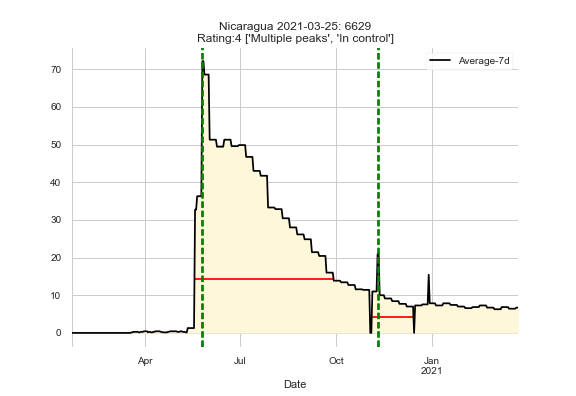 Nicaragua 2021-03-25: 6629
Rating:4 ['Multiple peaks', 'In control']
Average-7d
70
60
50
40
30
20
10
0
Apr
Jul
Oct
Jan
2021
Date